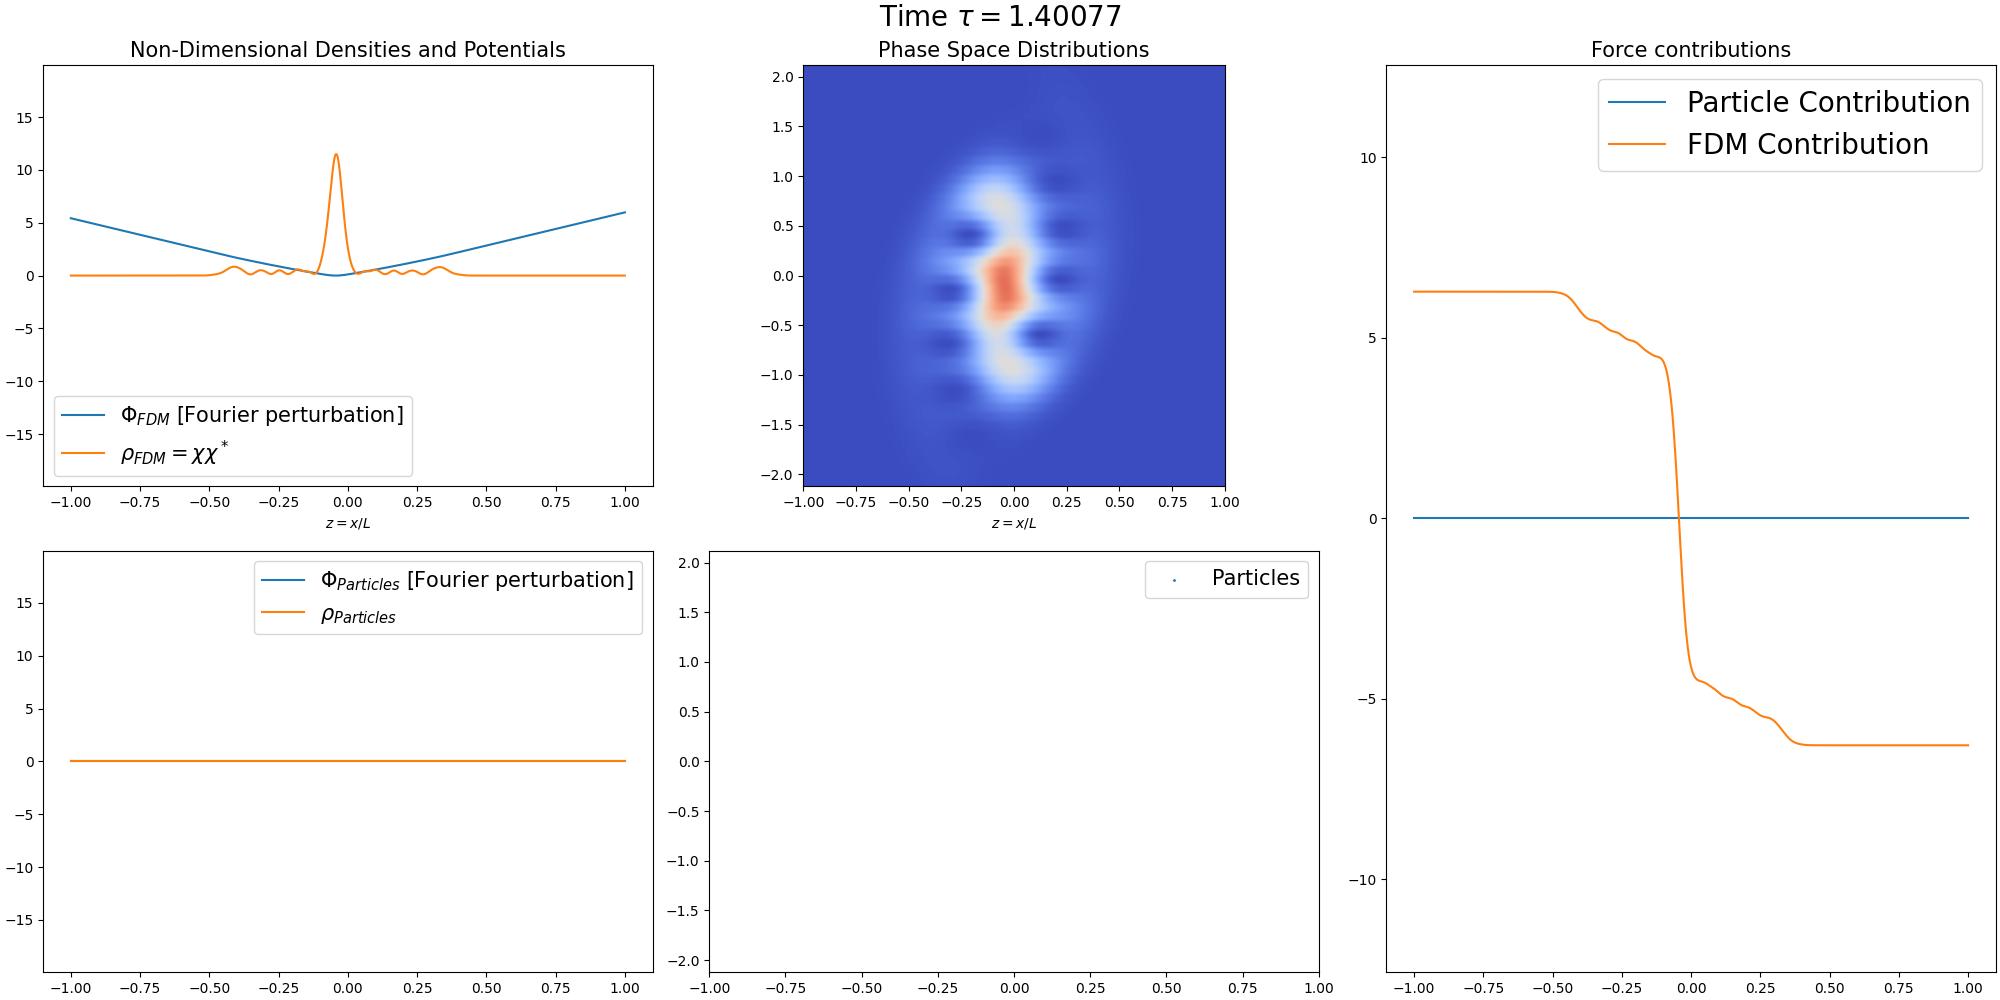 Time τ = 1.40077
Non-Dimensional Densities and Potentials
15
10
5
0
−5
−10
−15
Φ_FDM [Fourier perturbation]
ρ_FDM = χχ*
−1.00 −0.75 −0.50 −0.25 0.00 0.25 0.50 0.75 1.00
z = x/L
Phase Space Distributions
2.0
1.5
1.0
0.5
0.0
−0.5
−1.0
−1.5
−2.0
−1.00 −0.75 −0.50 −0.25 0.00 0.25 0.50 0.75 1.00
z = x/L
Force contributions
Particle Contribution
FDM Contribution
10
5
0
−5
−10
−1.00 −0.75 −0.50 −0.25 0.00 0.25 0.50 0.75 1.00
Φ_Particles [Fourier perturbation]
ρ_Particles
15
10
5
0
−5
−10
−15
−1.00 −0.75 −0.50 −0.25 0.00 0.25 0.50 0.75 1.00
Particles
2.0
1.5
1.0
0.5
0.0
−0.5
−1.0
−1.5
−2.0
−1.00 −0.75 −0.50 −0.25 0.00 0.25 0.50 0.75 1.00